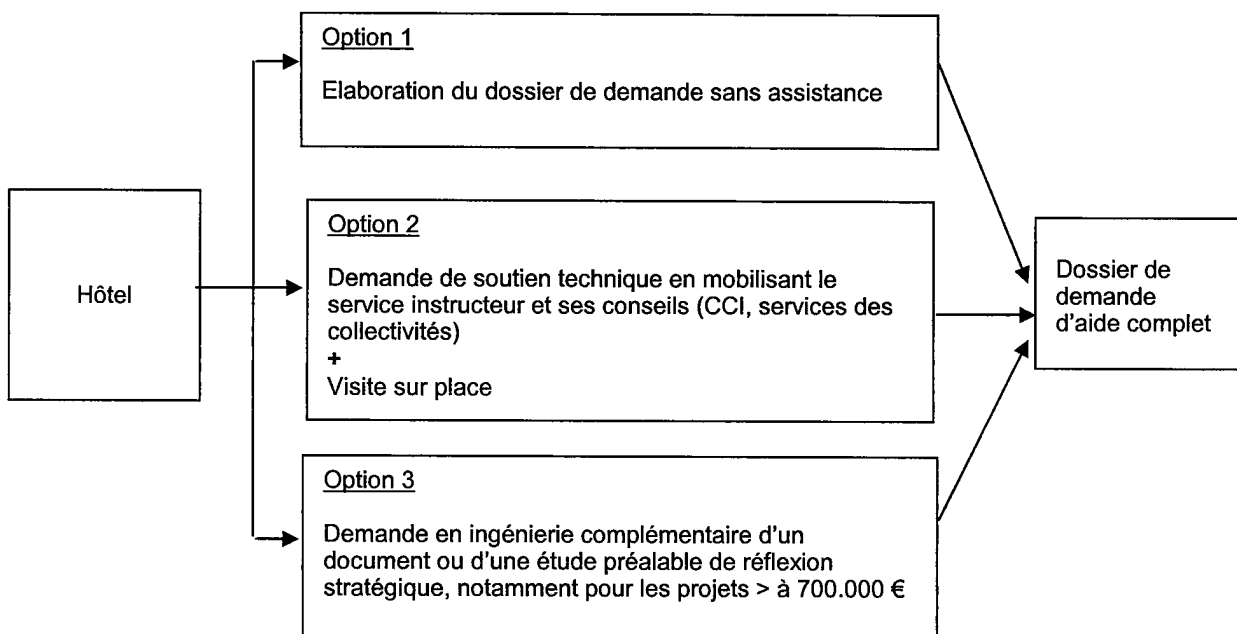 Hôtel
Option 1
Elaboration du dossier de demande sans assistance
Option 2
Demande de soutien technique en mobilisant le
service instructeur et ses conseils (CCI, services des
collectivités)
+
Visite sur place
Option 3
Demande en ingénierie complémentaire d'un
document ou d'une étude préalable de réflexion
stratégique, notamment pour les projets > à 700.000 €
Dossier de
demande
d'aide complet